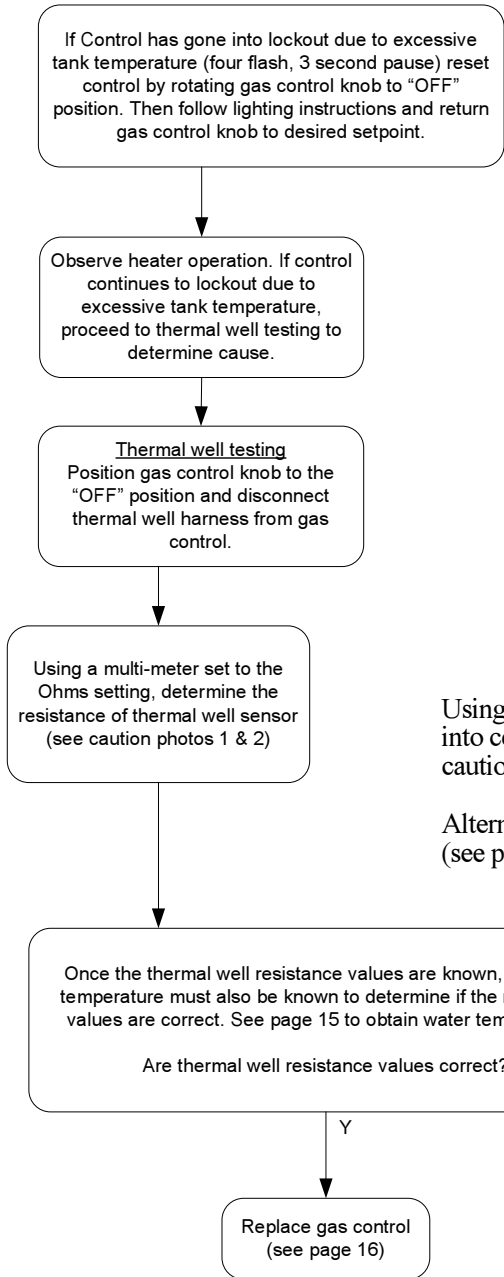 If Control has gone into lockout due to excessive
tank temperature (four flash, 3 second pause) reset
control by rotating gas control knob to “OFF”
position. Then follow lighting instructions and return
gas control knob to desired setpoint.
Observe heater operation. If control
continues to lockout due to
excessive tank temperature,
proceed to thermal well testing to
determine cause.
Thermal well testing
Position gas control knob to the
“OFF” position and disconnect
thermal well harness from gas
control.
Using a multi-meter set to the
Ohms setting, determine the
resistance of thermal well sensor
(see caution photos 1 & 2)
Using
into co
cautio
Altern
(see p
Once the thermal well resistance values are known,
temperature must also be known to determine if the
values are correct. See page 15 to obtain water tem
Are thermal well resistance values correct?
Y
Replace gas control
(see page 16)